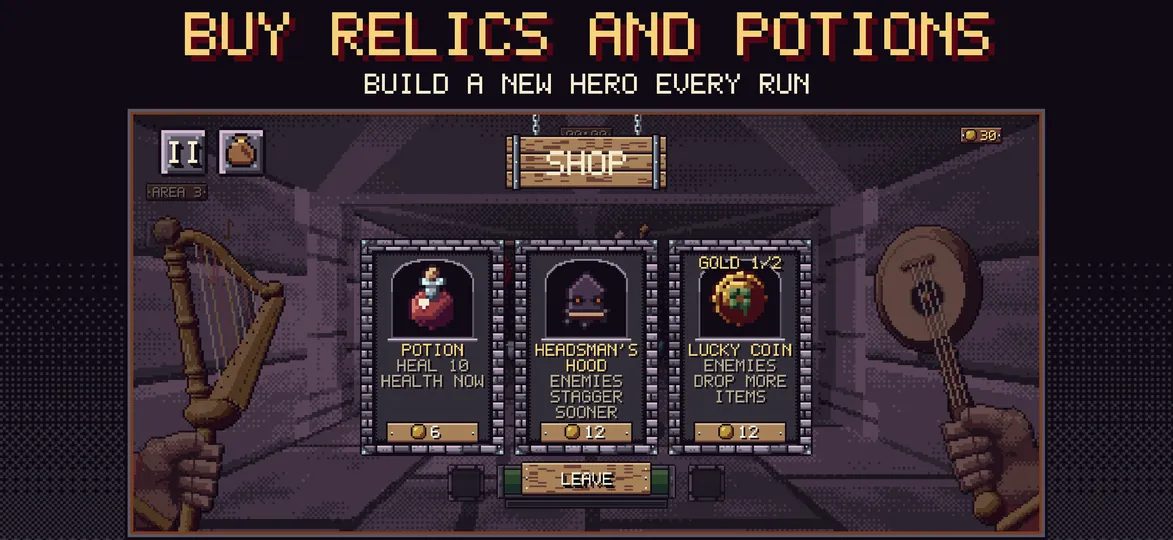 BUY RELICS AND POTIONS
BUILD A NEW HERO EVERY RUN
SHOP
30
AREA 3
GOLD 1/2
POTION
HEAL 10
HEALTH NOW
6
HEADSMAN'S
HOOD
ENEMIES
STAGGER
SOONER
12
LUCKY COIN
ENEMIES
DROP MORE
ITEMS
12
LEAVE